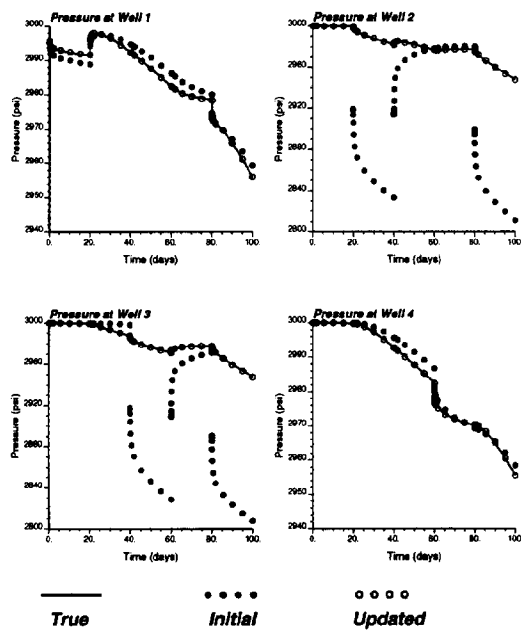 Pressure at Well 1
3000
2990
2980
2970
2960
2950
2940
Pressure (psi)
0. 20. 40. 60. 80. 100.
Time (days)
Pressure at Well 2
3000
2960
2920
2880
2840
2800
Pressure (psi)
0. 20. 40. 60. 80. 100.
Time (days)
Pressure at Well 3
3000
2960
2920
2880
2840
2800
Pressure (psi)
0. 20. 40. 60. 80. 100.
Time (days)
Pressure at Well 4
3000
2990
2980
2970
2960
2950
2940
Pressure (psi)
0. 20. 40. 60. 80. 100.
Time (days)
True Initial Updated